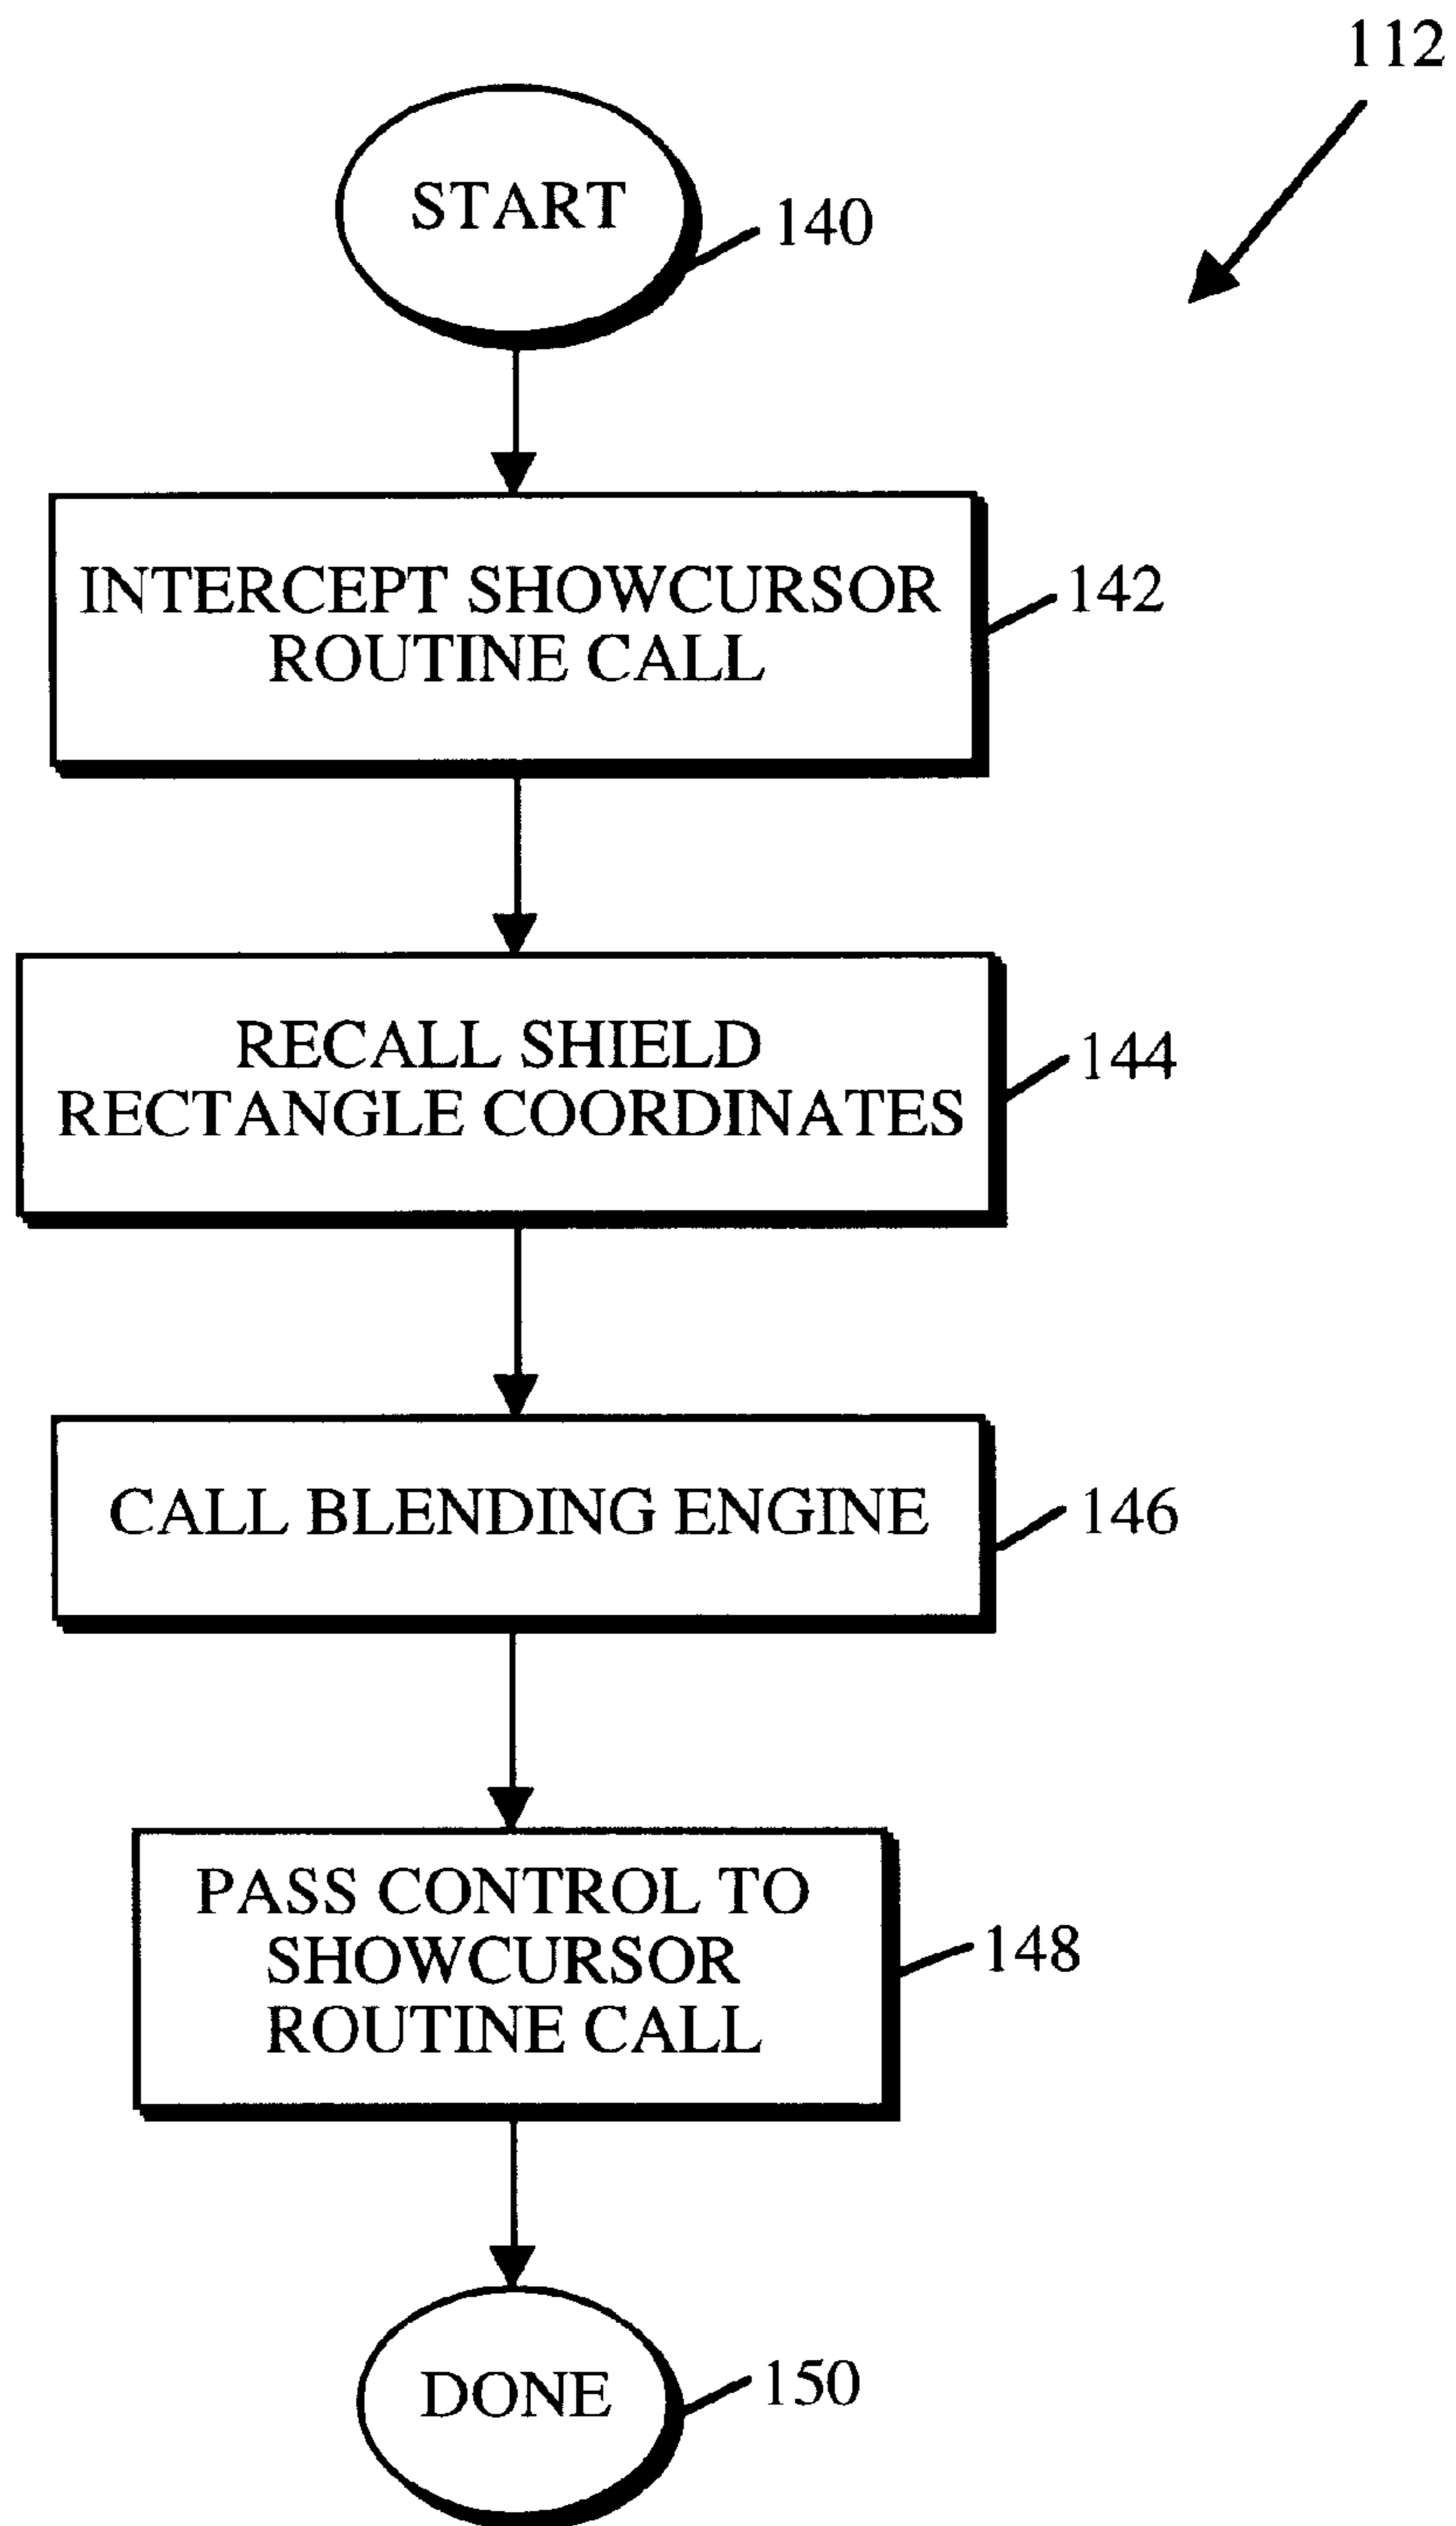 112
START
140
INTERCEPT SHOWCURSOR
ROUTINE CALL
142
RECALL SHIELD
RECTANGLE COORDINATES
144
CALL BLENDING ENGINE
146
PASS CONTROL TO
SHOWCURSOR
ROUTINE CALL
148
DONE
150